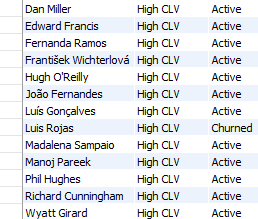 Dan Miller High CLV Active
Edward Francis High CLV Active
Fernanda Ramos High CLV Active
František Wichterlová High CLV Active
Hugh O'Reilly High CLV Active
João Fernandes High CLV Active
Luís Gonçalves High CLV Active
Luis Rojas High CLV Churned
Madalena Sampaio High CLV Active
Manoj Pareek High CLV Active
Phil Hughes High CLV Active
Richard Cunningham High CLV Active
Wyatt Girard High CLV Active